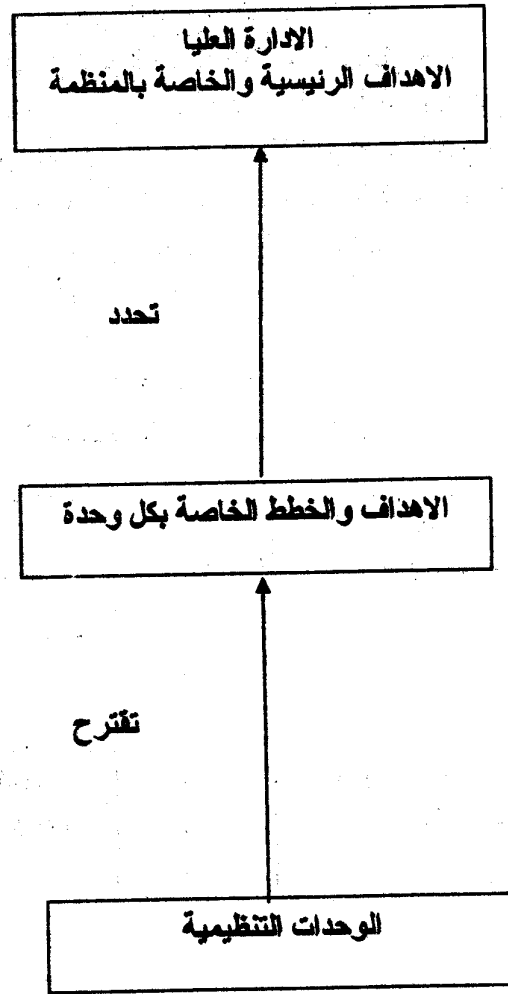 الادارة العليا
الاهداف الرئيسية والخاصة بالمنظمة
تحدد
الاهداف والخطط الخاصة بكل وحدة
تقترح
الوحدات التنظيمية